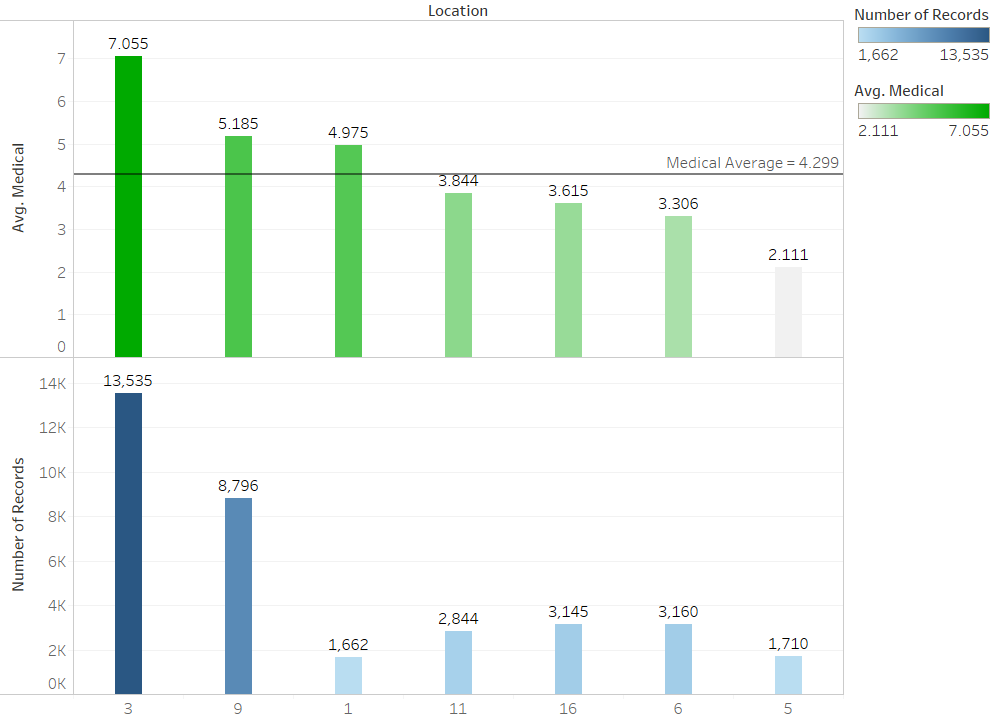 Location
Number of Records
1,662 13,535
Avg. Medical
2.111 7.055
Avg. Medical
7
6
5
4
3
2
1
0
7.055
5.185
4.975
Medical Average = 4.299
3.844
3.615
3.306
2.111
Number of Records
14K
12K
10K
8K
6K
4K
2K
0K
13,535
8,796
1,662
2,844
3,145
3,160
1,710
3 9 1 11 16 6 5